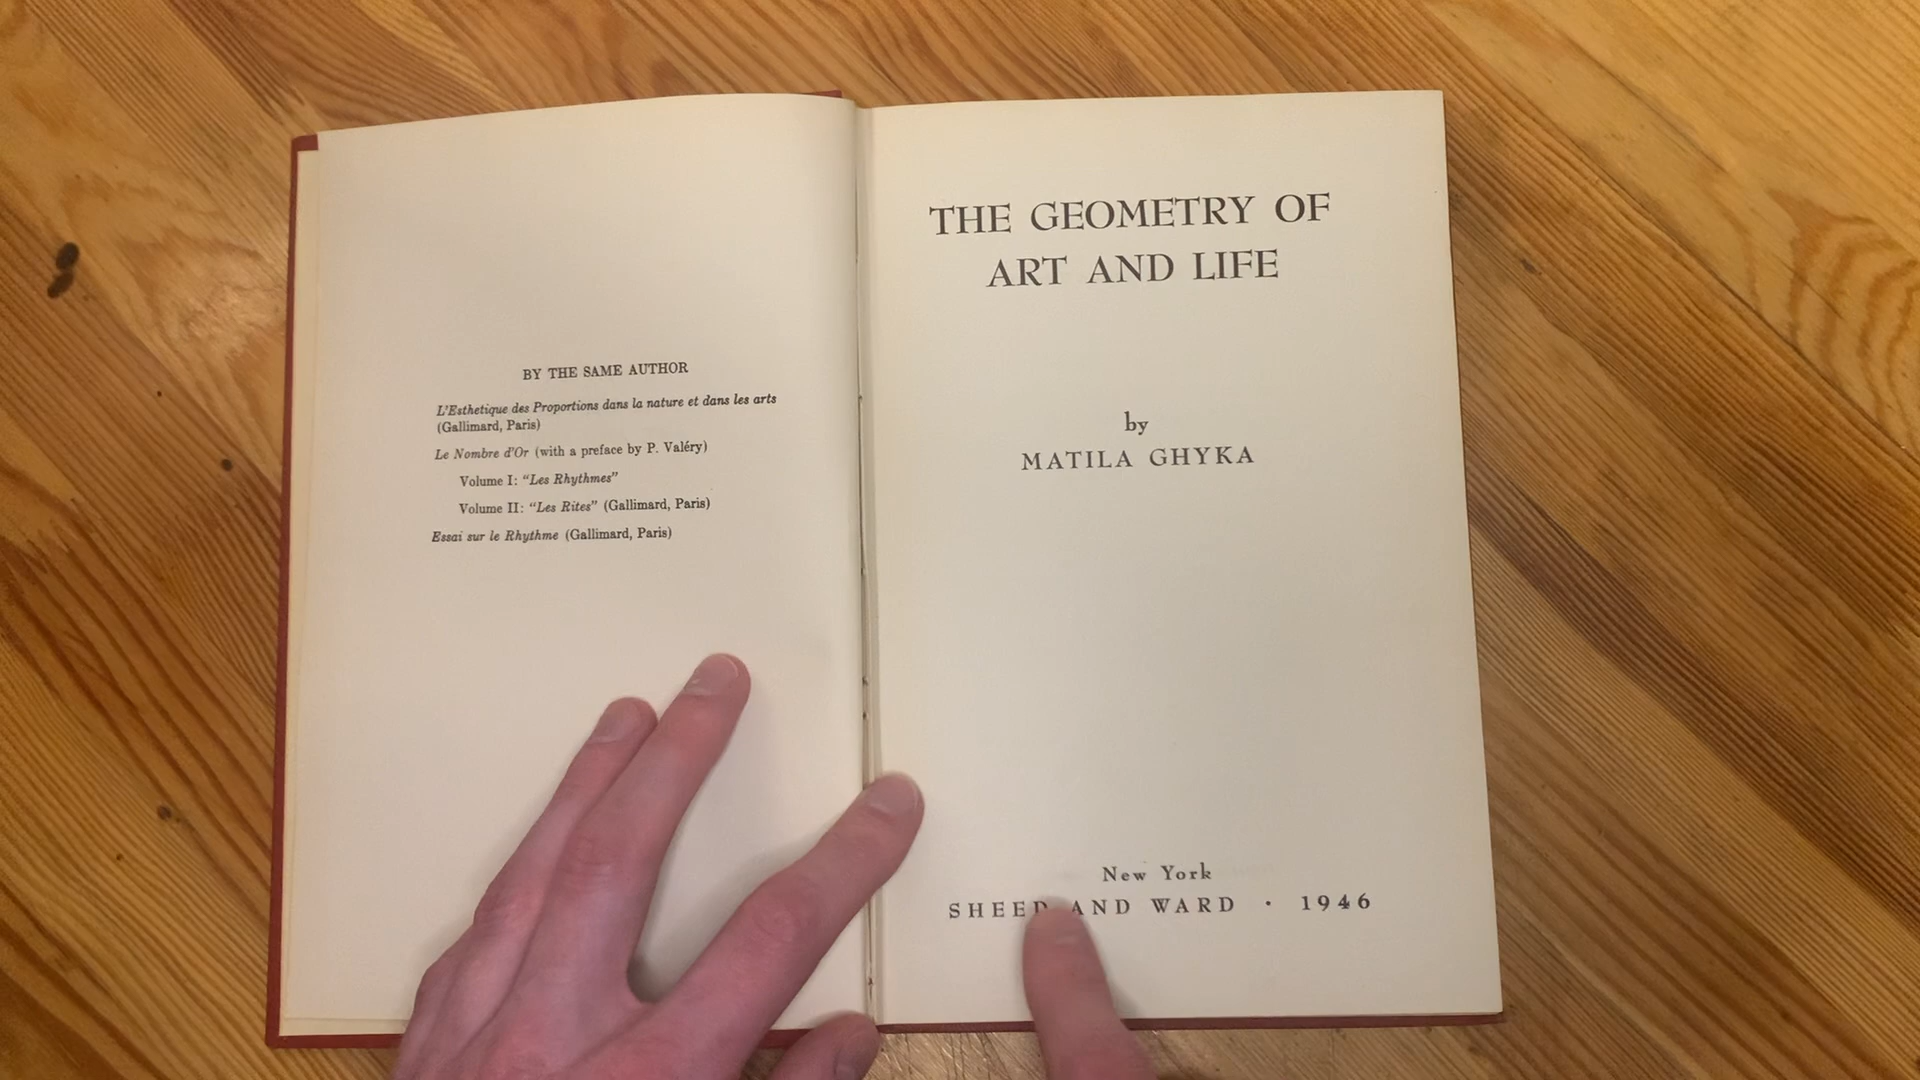 BY THE SAME AUTHOR
L'Esthetique des Proportions dans la nature et dans les arts
(Gallimard, Paris)
Le Nombre d'Or (with a preface by P. Valéry)
Volume I: "Les Rhythmes"
Volume II: "Les Rites" (Gallimard, Paris)
Essai sur le Rhythme (Gallimard, Paris)
THE GEOMETRY OF
ART AND LIFE
by
MATILA GHYKA
New York
SHEED AND WARD · 1946